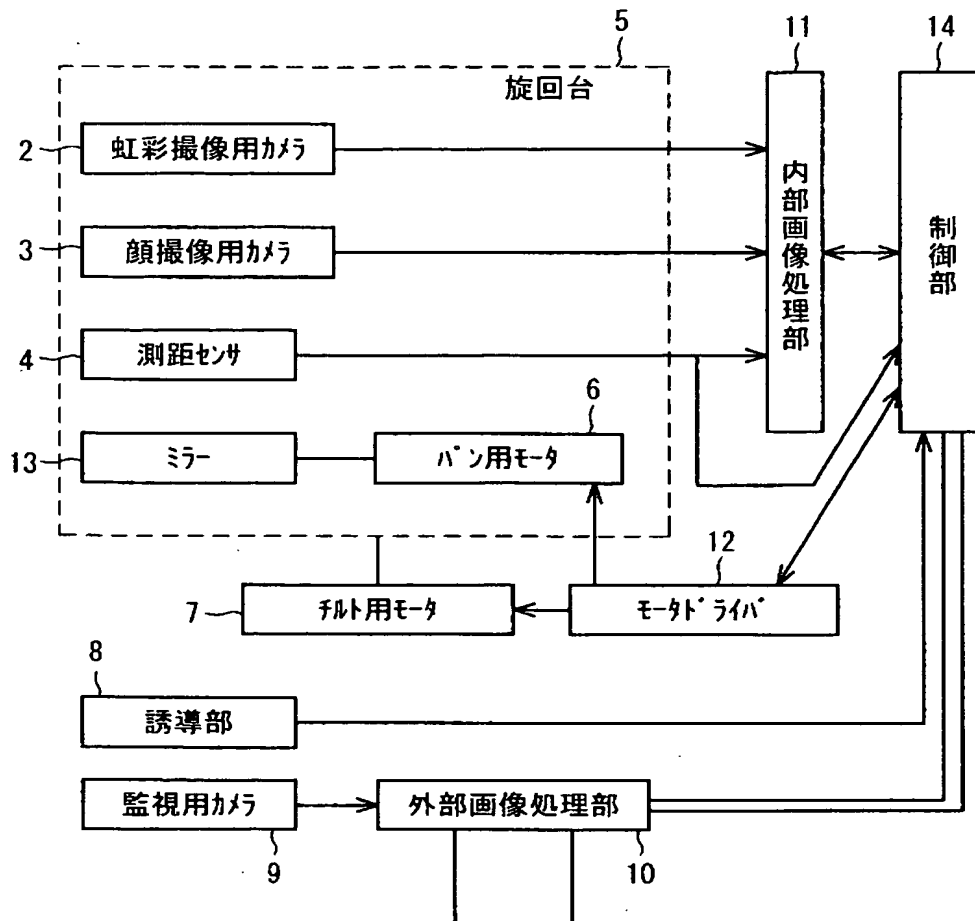 5
11
14
旋回台
2
虹彩撮像用ｶﾒﾗ
内部画像処理部
制御部
3
顔撮像用ｶﾒﾗ
4
測距ｾﾝｻ
6
13
ﾐﾗｰ
ﾊﾟﾝ用ﾓｰﾀ
12
7
ﾁﾙﾄ用ﾓｰﾀ
ﾓｰﾀﾄﾞﾗｲﾊﾞ
8
誘導部
監視用ｶﾒﾗ
外部画像処理部
9
10